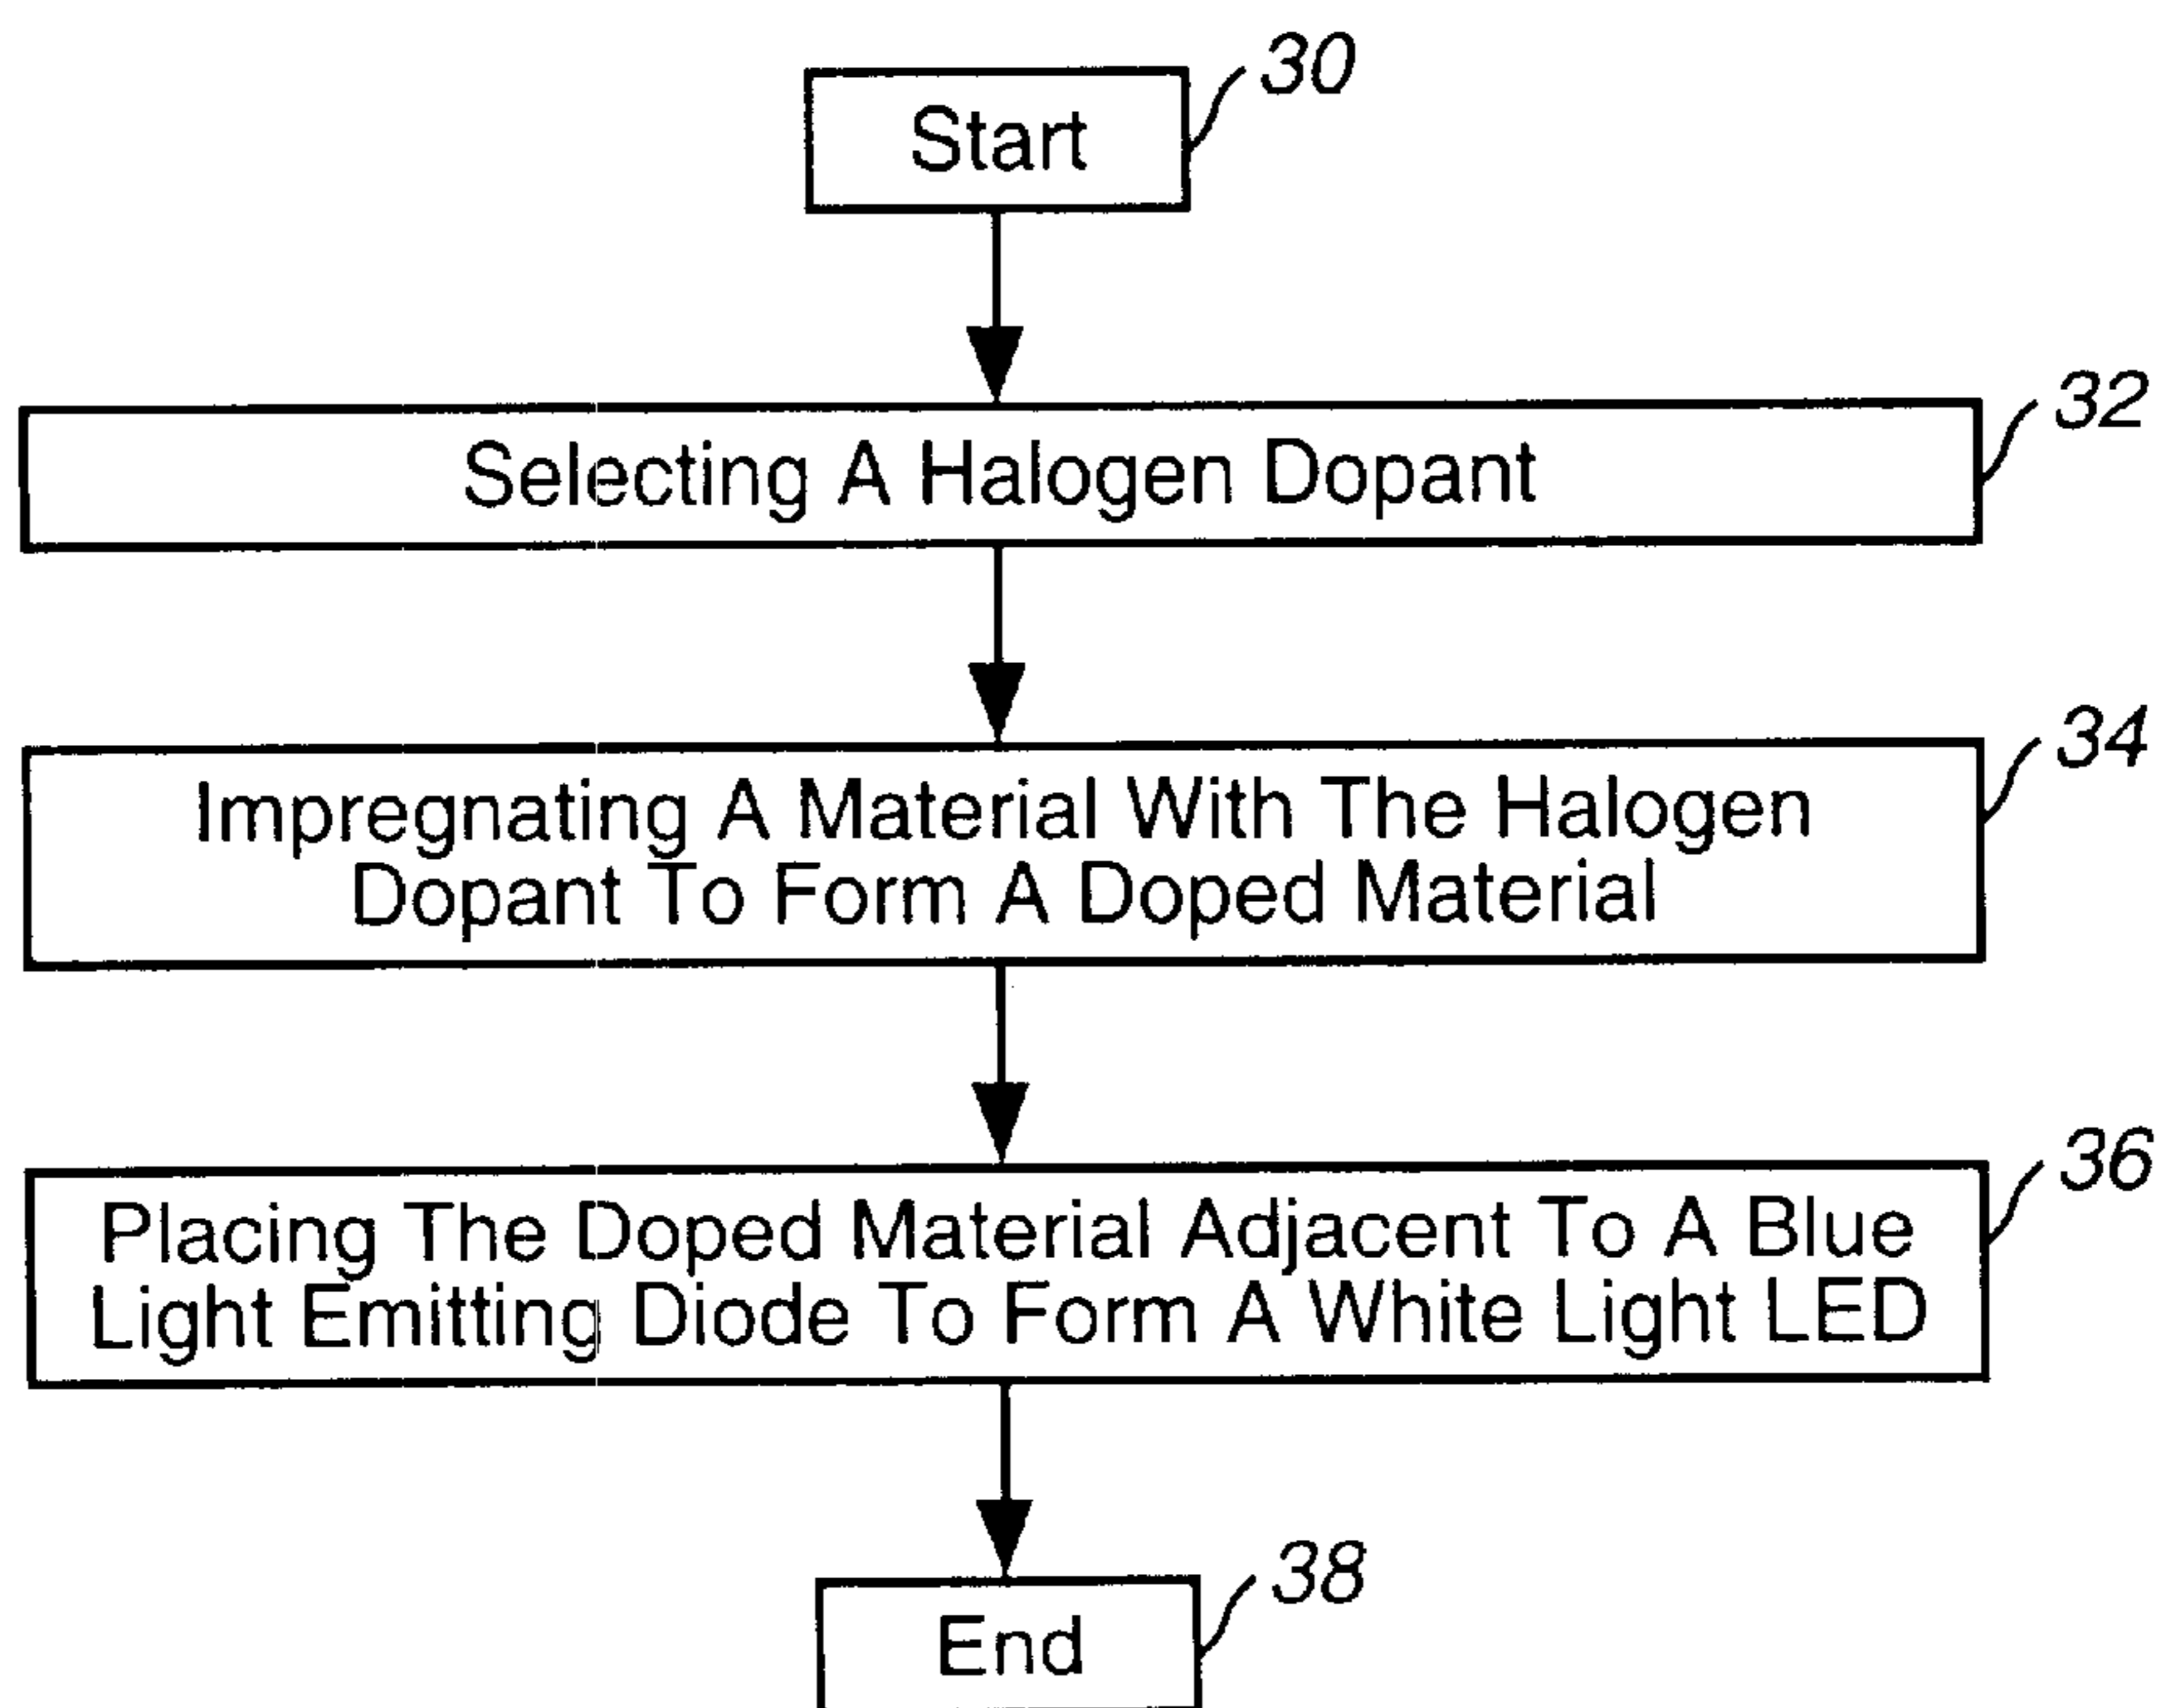 Start
30
Selecting A Halogen Dopant
32
Impregnating A Material With The Halogen
Dopant To Form A Doped Material
34
Placing The Doped Material Adjacent To A Blue
Light Emitting Diode To Form A White Light LED
36
End
38